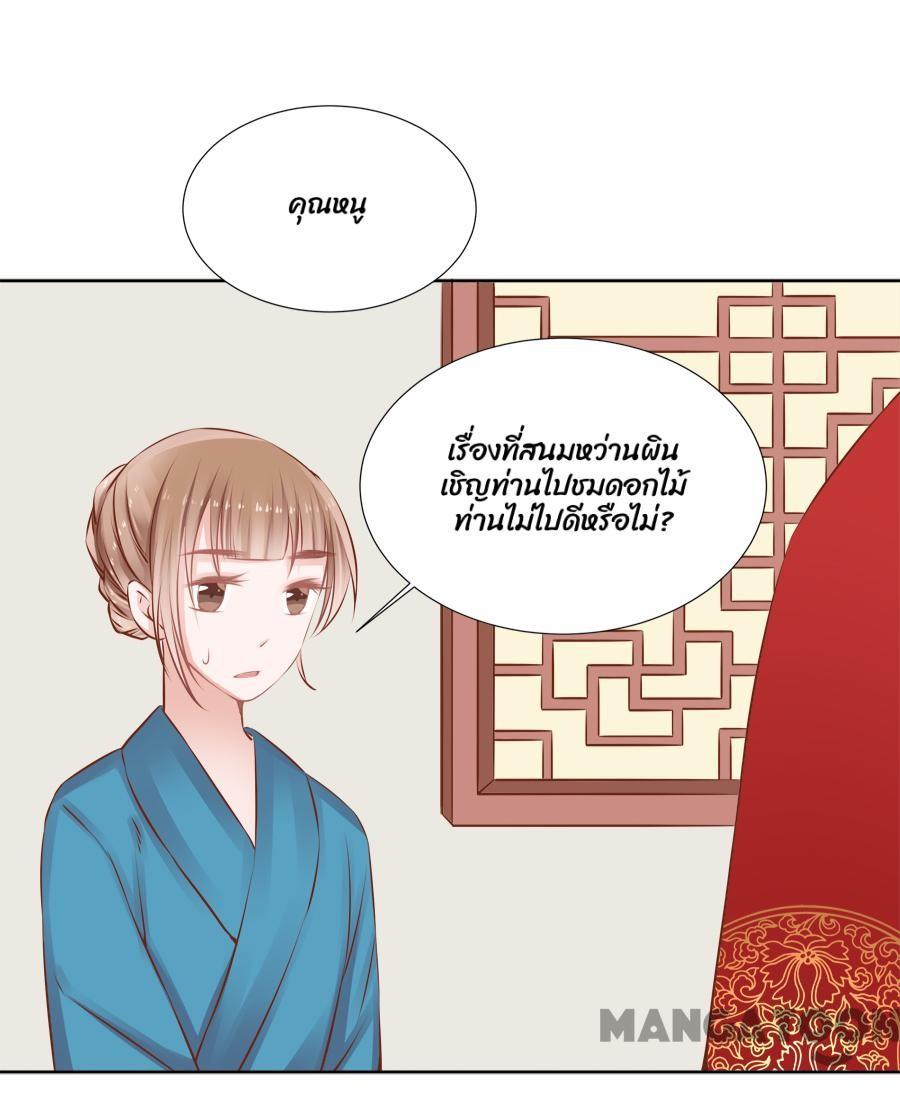 คุณหนู
เรื่องที่สนมหว่านผิน
เชิญท่านไปชมดอกไม้
ท่านไม่ไปดีหรือไม่?
MANGA